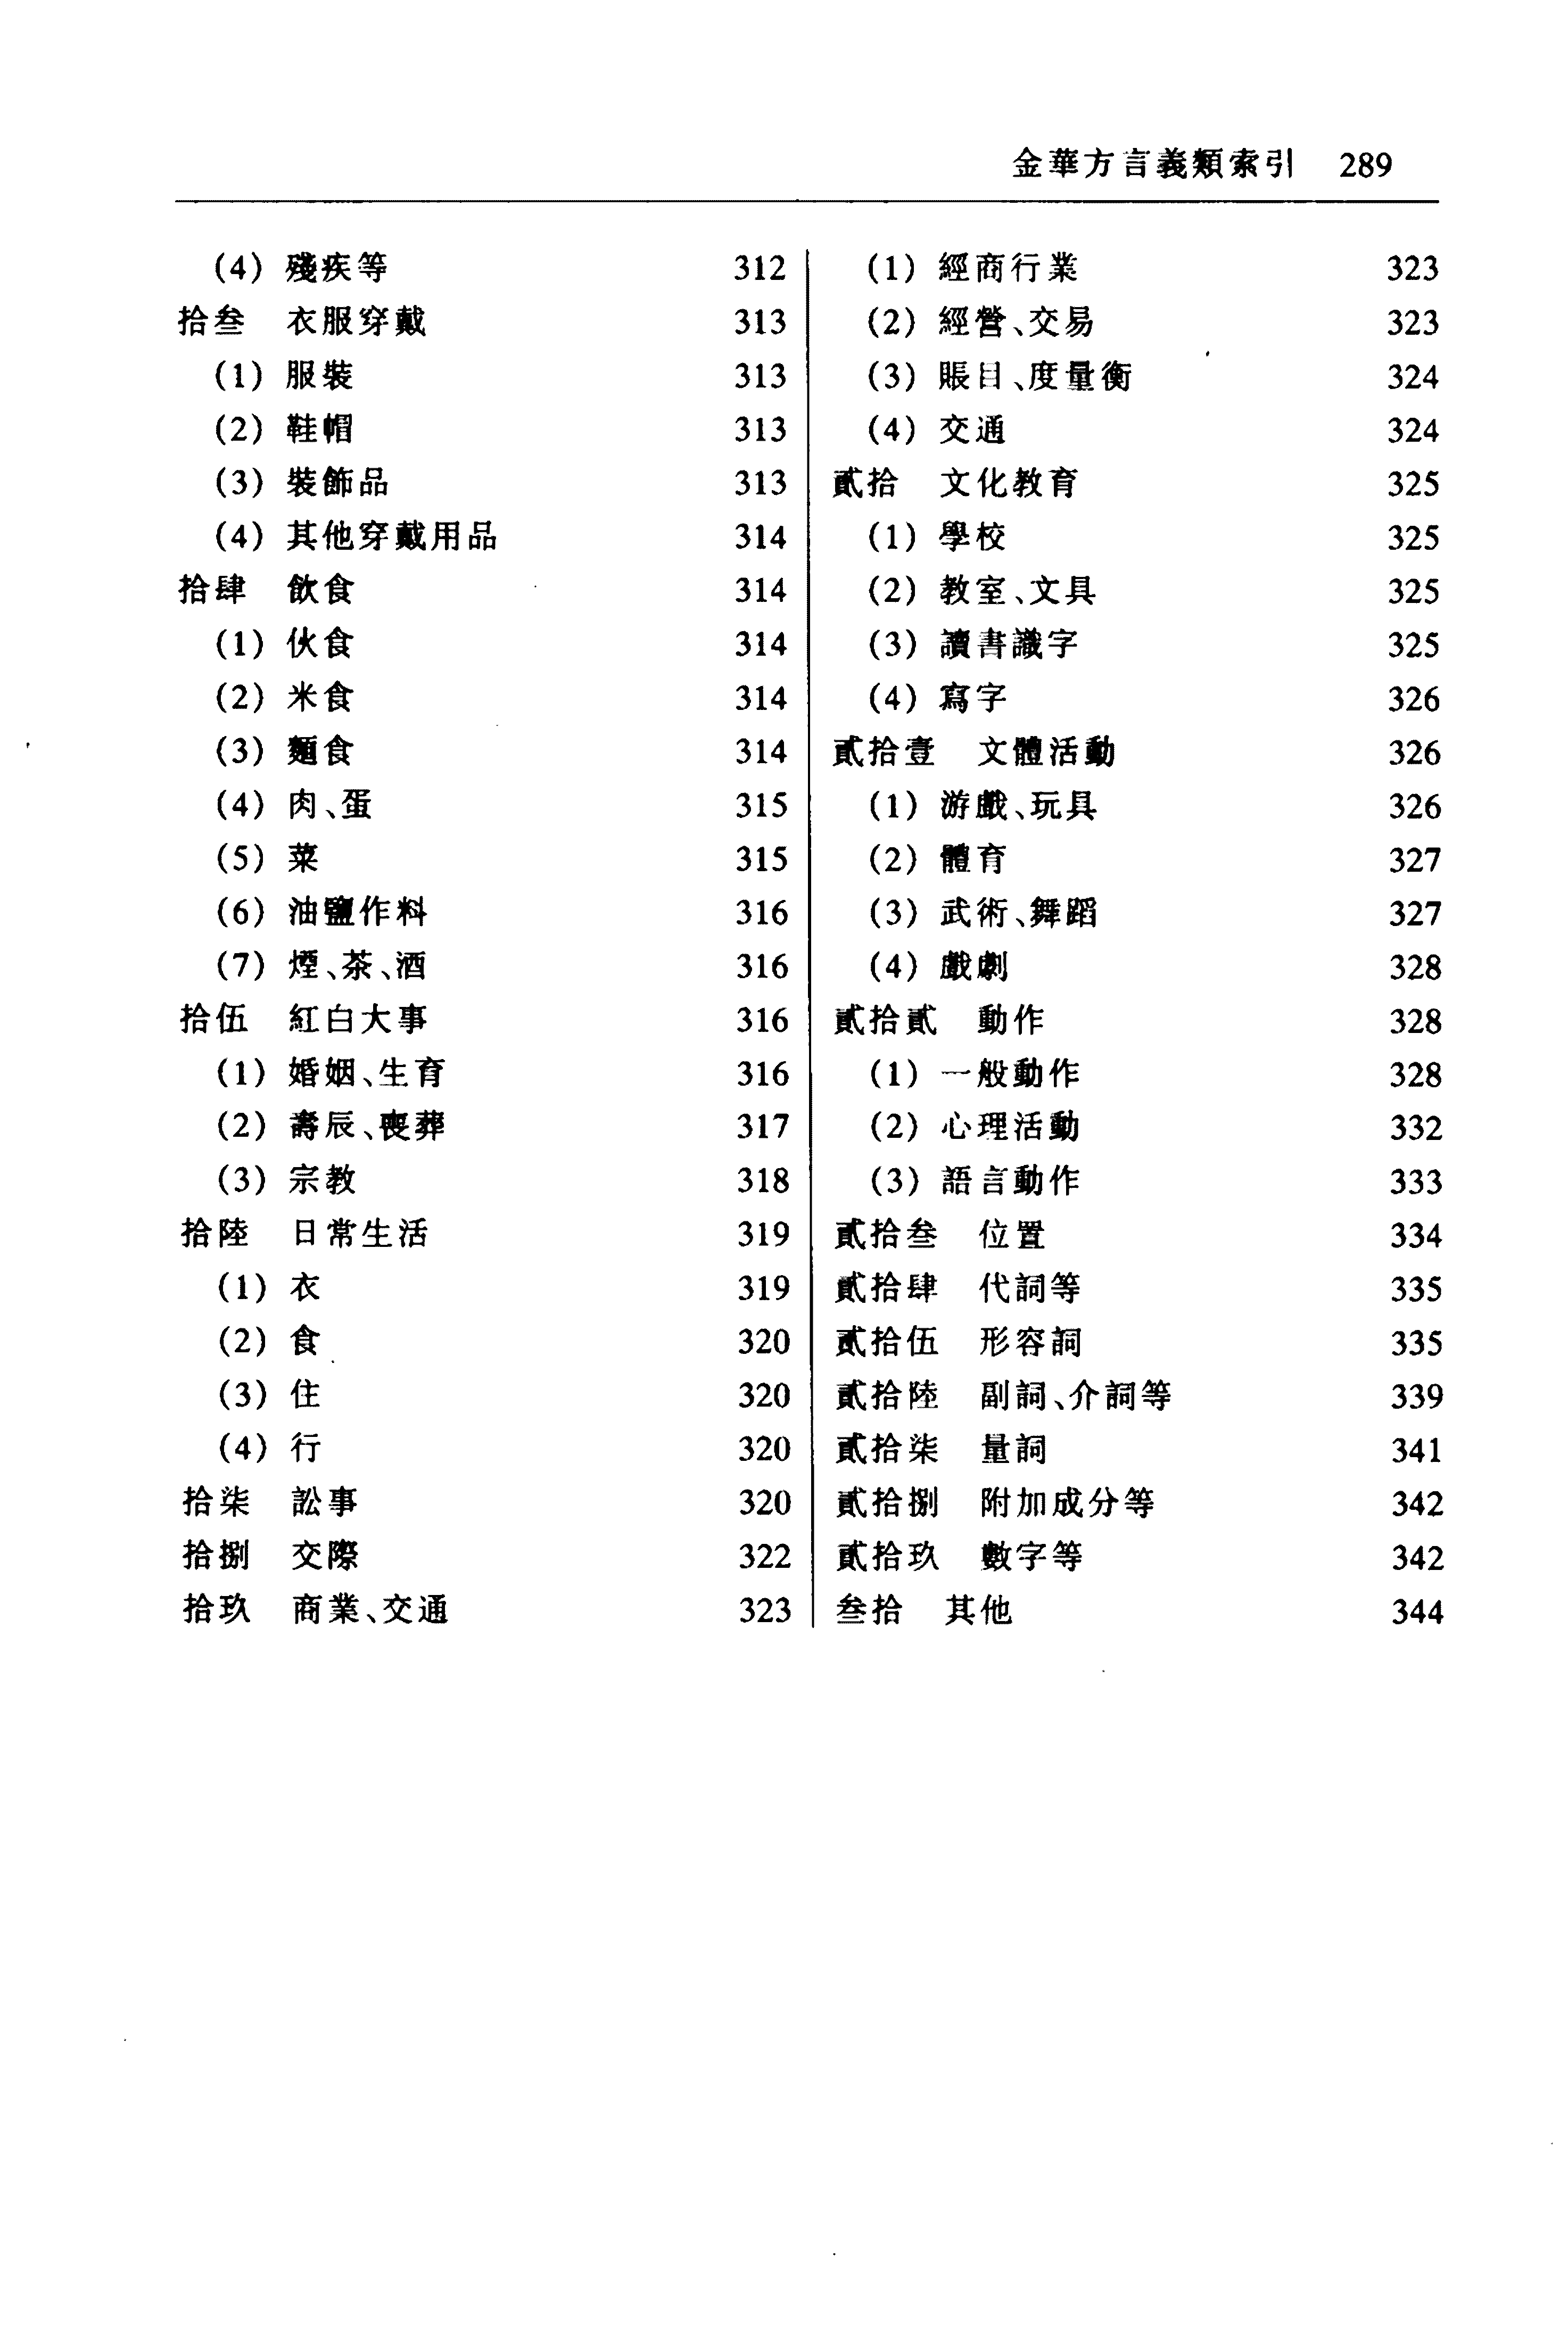 金華方言義類索引 289
(4) 殘疾等 312
拾叁 衣服穿戴 313
(1) 服裝 313
(2) 鞋帽 313
(3) 裝飾品 313
(4) 其他穿戴用品 314
拾肆 飲食 314
(1) 伙食 314
(2) 米食 314
(3) 麵食 314
(4) 肉、蛋 315
(5) 菜 315
(6) 油鹽作料 316
(7) 煙、茶、酒 316
拾伍 紅白大事 316
(1) 婚姻、生育 316
(2) 壽辰、喪葬 317
(3) 宗教 318
拾陸 日常生活 319
(1) 衣 319
(2) 食 320
(3) 住 320
(4) 行 320
拾柒 訟事 320
拾捌 交際 322
拾玖 商業、交通 323
(1) 經商行業 323
(2) 經營、交易 323
(3) 賬目、度量衡 324
(4) 交通 324
貳拾 文化教育 325
(1) 學校 325
(2) 教室、文具 325
(3) 讀書識字 325
(4) 寫字 326
貳拾壹 文體活動 326
(1) 游戲、玩具 326
(2) 體育 327
(3) 武術、舞蹈 327
(4) 戲劇 328
貳拾貳 動作 328
(1) 一般動作 328
(2) 心理活動 332
(3) 語言動作 333
貳拾叁 位置 334
貳拾肆 代詞等 335
貳拾伍 形容詞 335
貳拾陸 副詞、介詞等 339
貳拾柒 量詞 341
貳拾捌 附加成分等 342
貳拾玖 數字等 342
叁拾 其他 344